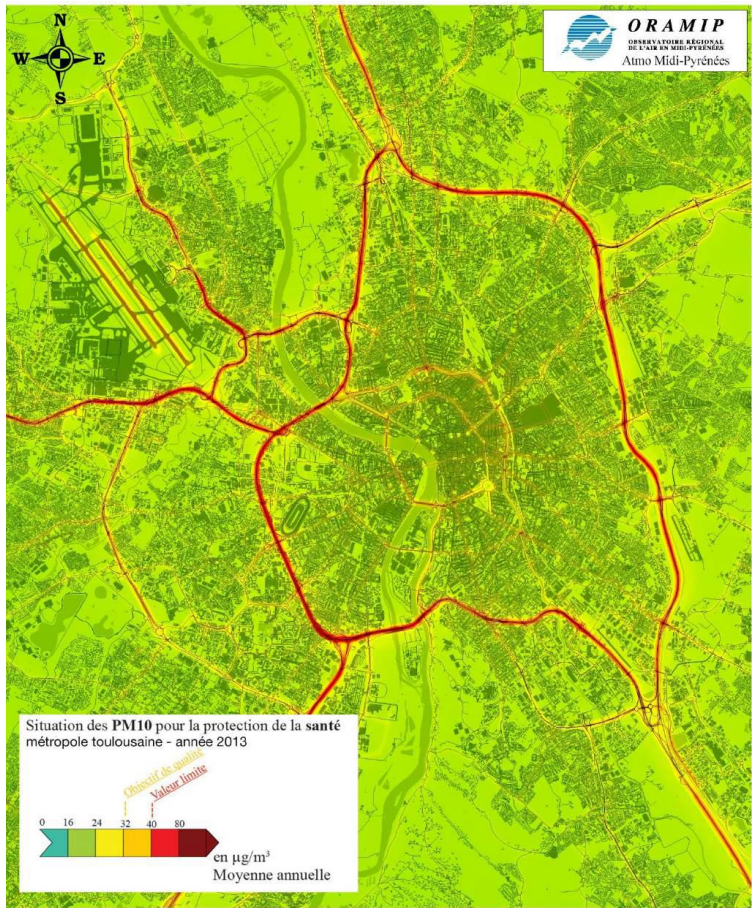 N
W E
S
ORAMIP
OBSERVATOIRE RÉGIONAL
DE L'AIR EN MIDI-PYRÉNÉES
Atmo Midi-Pyrénées
Situation des PM10 pour la protection de la santé
métropole toulousaine - année 2013
Objectif de qualité
Valeur limite
0 16 24 32 40 80
en µg/m³
Moyenne annuelle